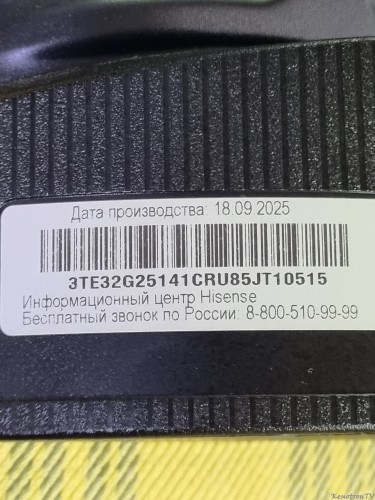 Дата производства: 18.09.2025
3TE32G25141CRU85JT10515
Информационный центр Hisense
Бесплатный звонок по России: 8-800-510-99-99
KenotronTV